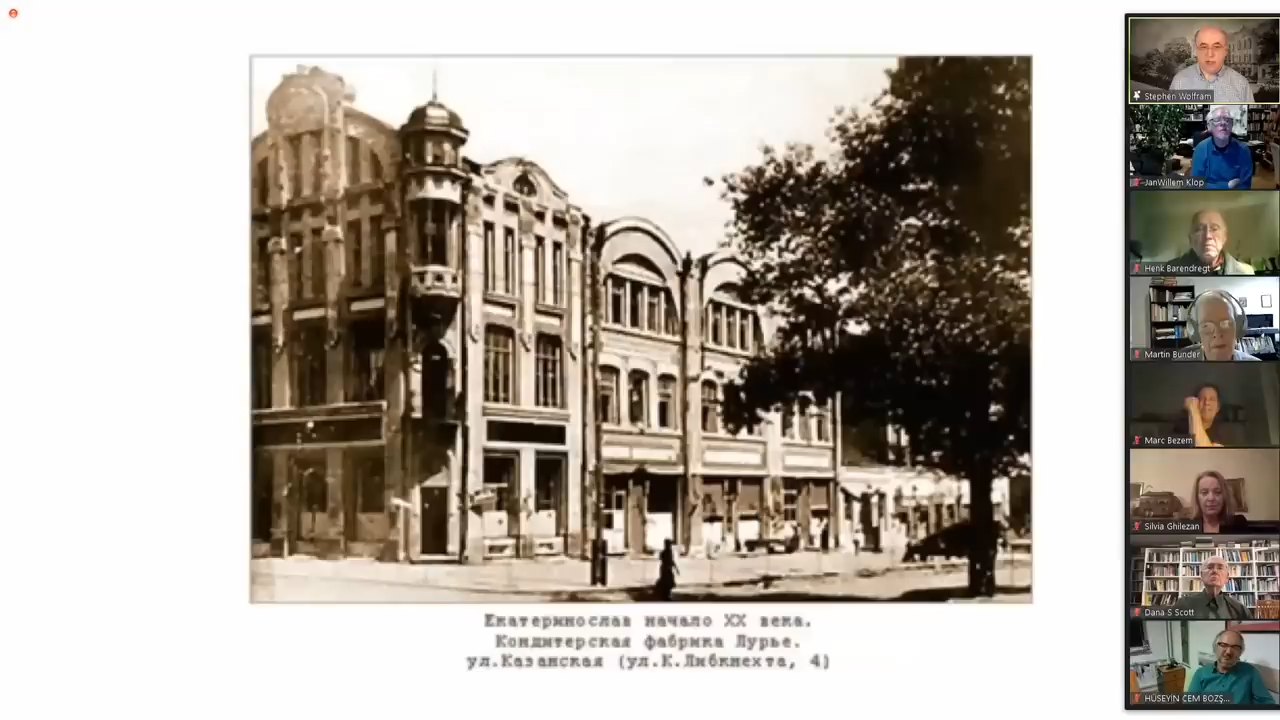 Екатеринослав начало XX века.
Кондитерская фабрика Лурье.
ул.Казанская (ул.К.Либкнехта, 4)
Stephen Wolfram
JanWillem Klop
Henk Barendregt
Martin Bunder
Marc Bezem
Silvia Ghilezan
Dana S Scott
HÜSEYİN CEM BOZŞ...